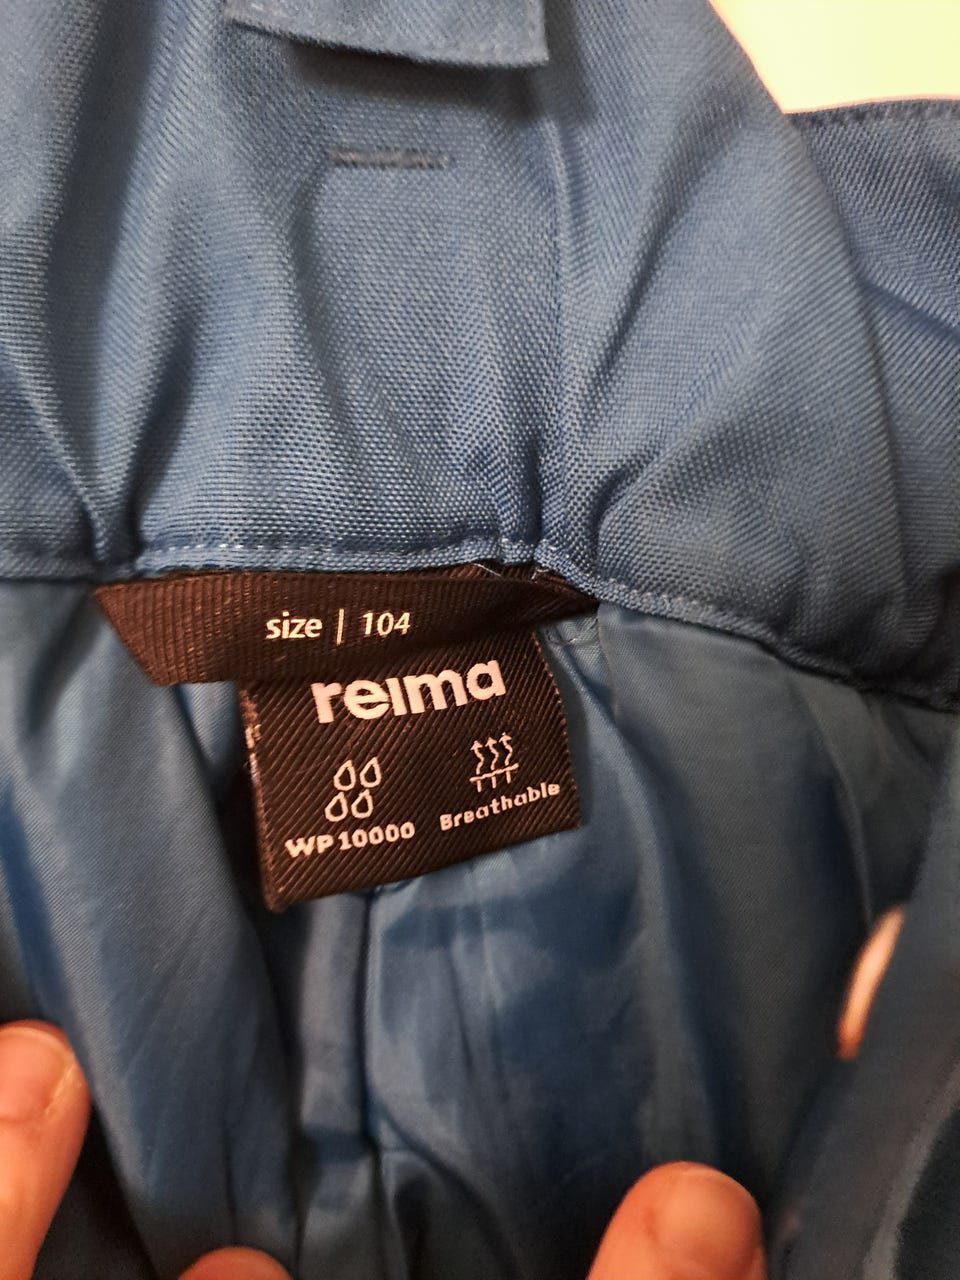 size | 104
reima
WP 10000
Breathable